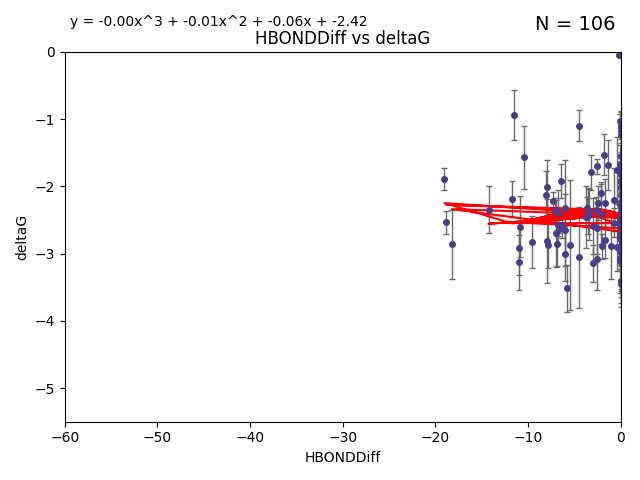 y = -0.00x^3 + -0.01x^2 + -0.06x + -2.42
N = 106
HBONDDiff vs deltaG
0
−1
−2
−3
−4
−5
deltaG
−60
−50
−40
−30
−20
−10
0
HBONDDiff